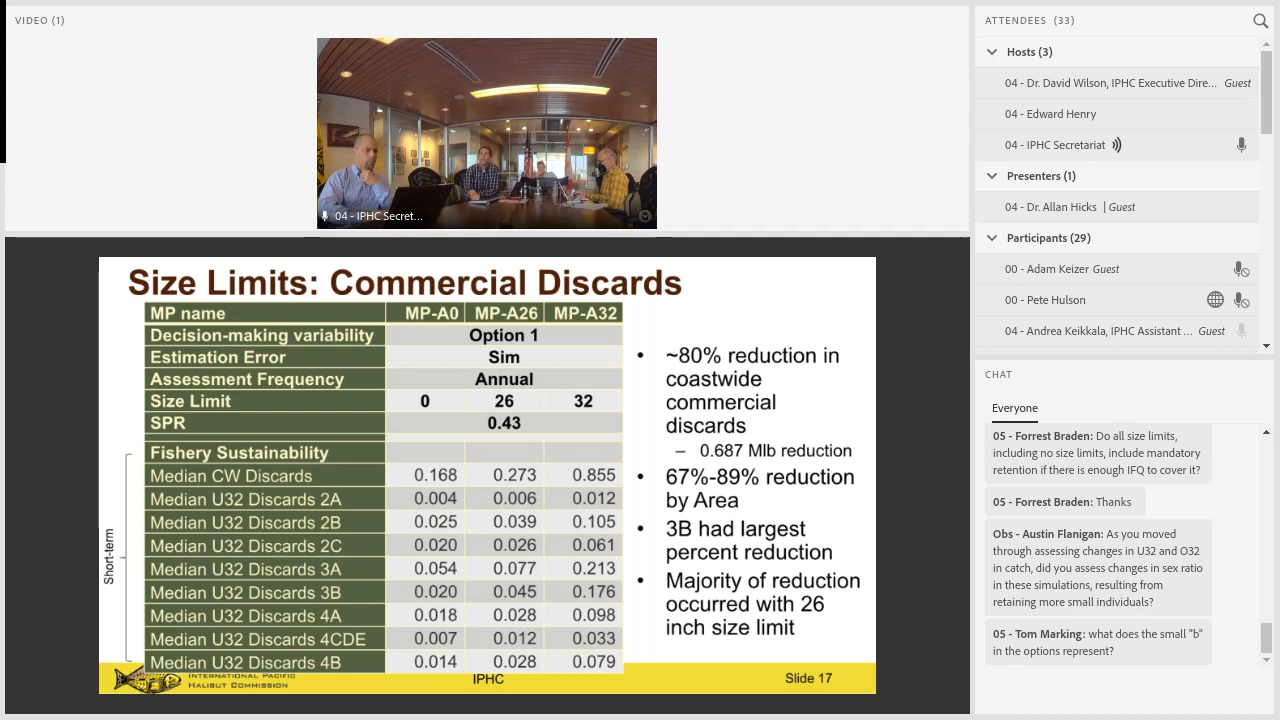 VIDEO (1)
04 - IPHC Secret...
Size Limits: Commercial Discards
MP name MP-A0 MP-A26 MP-A32
Decision-making variability Option 1
Estimation Error Sim
Assessment Frequency Annual
Size Limit 0 26 32
SPR 0.43
Fishery Sustainability
Median CW Discards 0.168 0.273 0.855
Median U32 Discards 2A 0.004 0.006 0.012
Median U32 Discards 2B 0.025 0.039 0.105
Median U32 Discards 2C 0.020 0.026 0.061
Median U32 Discards 3A 0.054 0.077 0.213
Median U32 Discards 3B 0.020 0.045 0.176
Median U32 Discards 4A 0.018 0.028 0.098
Median U32 Discards 4CDE 0.007 0.012 0.033
Median U32 Discards 4B 0.014 0.028 0.079
Short-term
• ~80% reduction in
coastwide
commercial
discards
– 0.687 Mlb reduction
• 67%-89% reduction
by Area
• 3B had largest
percent reduction
• Majority of reduction
occurred with 26
inch size limit
INTERNATIONAL PACIFIC
HALIBUT COMMISSION
IPHC
Slide 17
ATTENDEES (33)
Hosts (3)
04 - Dr. David Wilson, IPHC Executive Dire... Guest
04 - Edward Henry
04 - IPHC Secretariat
Presenters (1)
04 - Dr. Allan Hicks | Guest
Participants (29)
00 - Adam Keizer Guest
00 - Pete Hulson
04 - Andrea Keikkala, IPHC Assistant ... Guest
CHAT
Everyone
05 - Forrest Braden: Do all size limits,
including no size limits, include mandatory
retention if there is enough IFQ to cover it?
05 - Forrest Braden: Thanks
Obs - Austin Flanigan: As you moved
through assessing changes in U32 and O32
in catch, did you assess changes in sex ratio
in these simulations, resulting from
retaining more small individuals?
05 - Tom Marking: what does the small "b"
in the options represent?